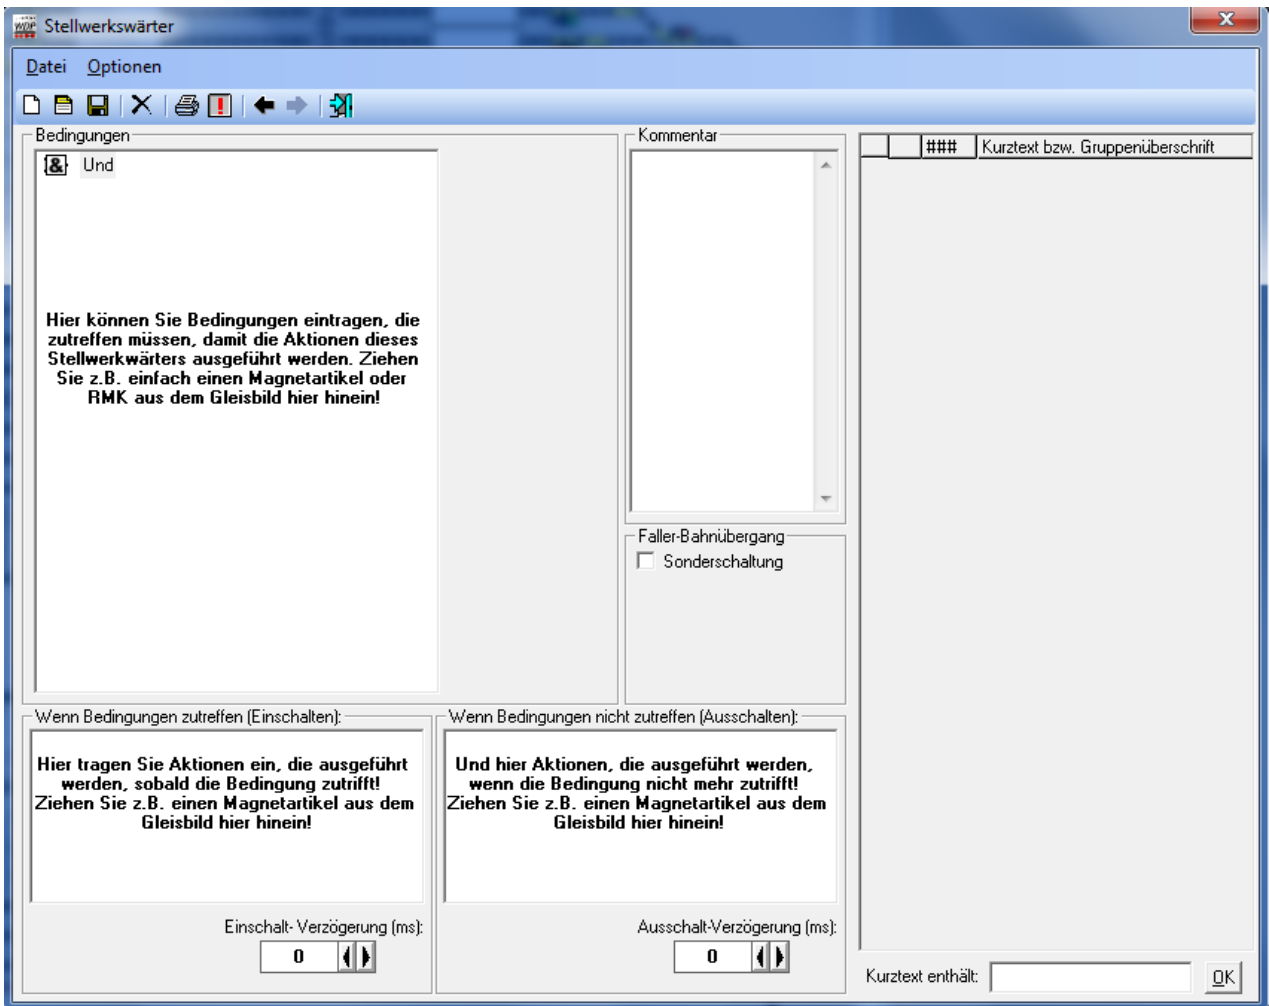 WDP Stellwerkswärter
Datei Optionen
Bedingungen
& Und
Hier können Sie Bedingungen eintragen, die
zutreffen müssen, damit die Aktionen dieses
Stellwerkwärters ausgeführt werden. Ziehen
Sie z.B. einfach einen Magnetartikel oder
RMK aus dem Gleisbild hier hinein!
Kommentar
Faller-Bahnübergang
Sonderschaltung
### Kurztext bzw. Gruppenüberschrift
Wenn Bedingungen zutreffen (Einschalten):
Hier tragen Sie Aktionen ein, die ausgeführt
werden, sobald die Bedingung zutrifft!
Ziehen Sie z.B. einen Magnetartikel aus dem
Gleisbild hier hinein!
Einschalt- Verzögerung (ms):
0
Wenn Bedingungen nicht zutreffen (Ausschalten):
Und hier Aktionen, die ausgeführt werden,
wenn die Bedingung nicht mehr zutrifft!
Ziehen Sie z.B. einen Magnetartikel aus dem
Gleisbild hier hinein!
Ausschalt-Verzögerung (ms):
0
Kurztext enthält: OK